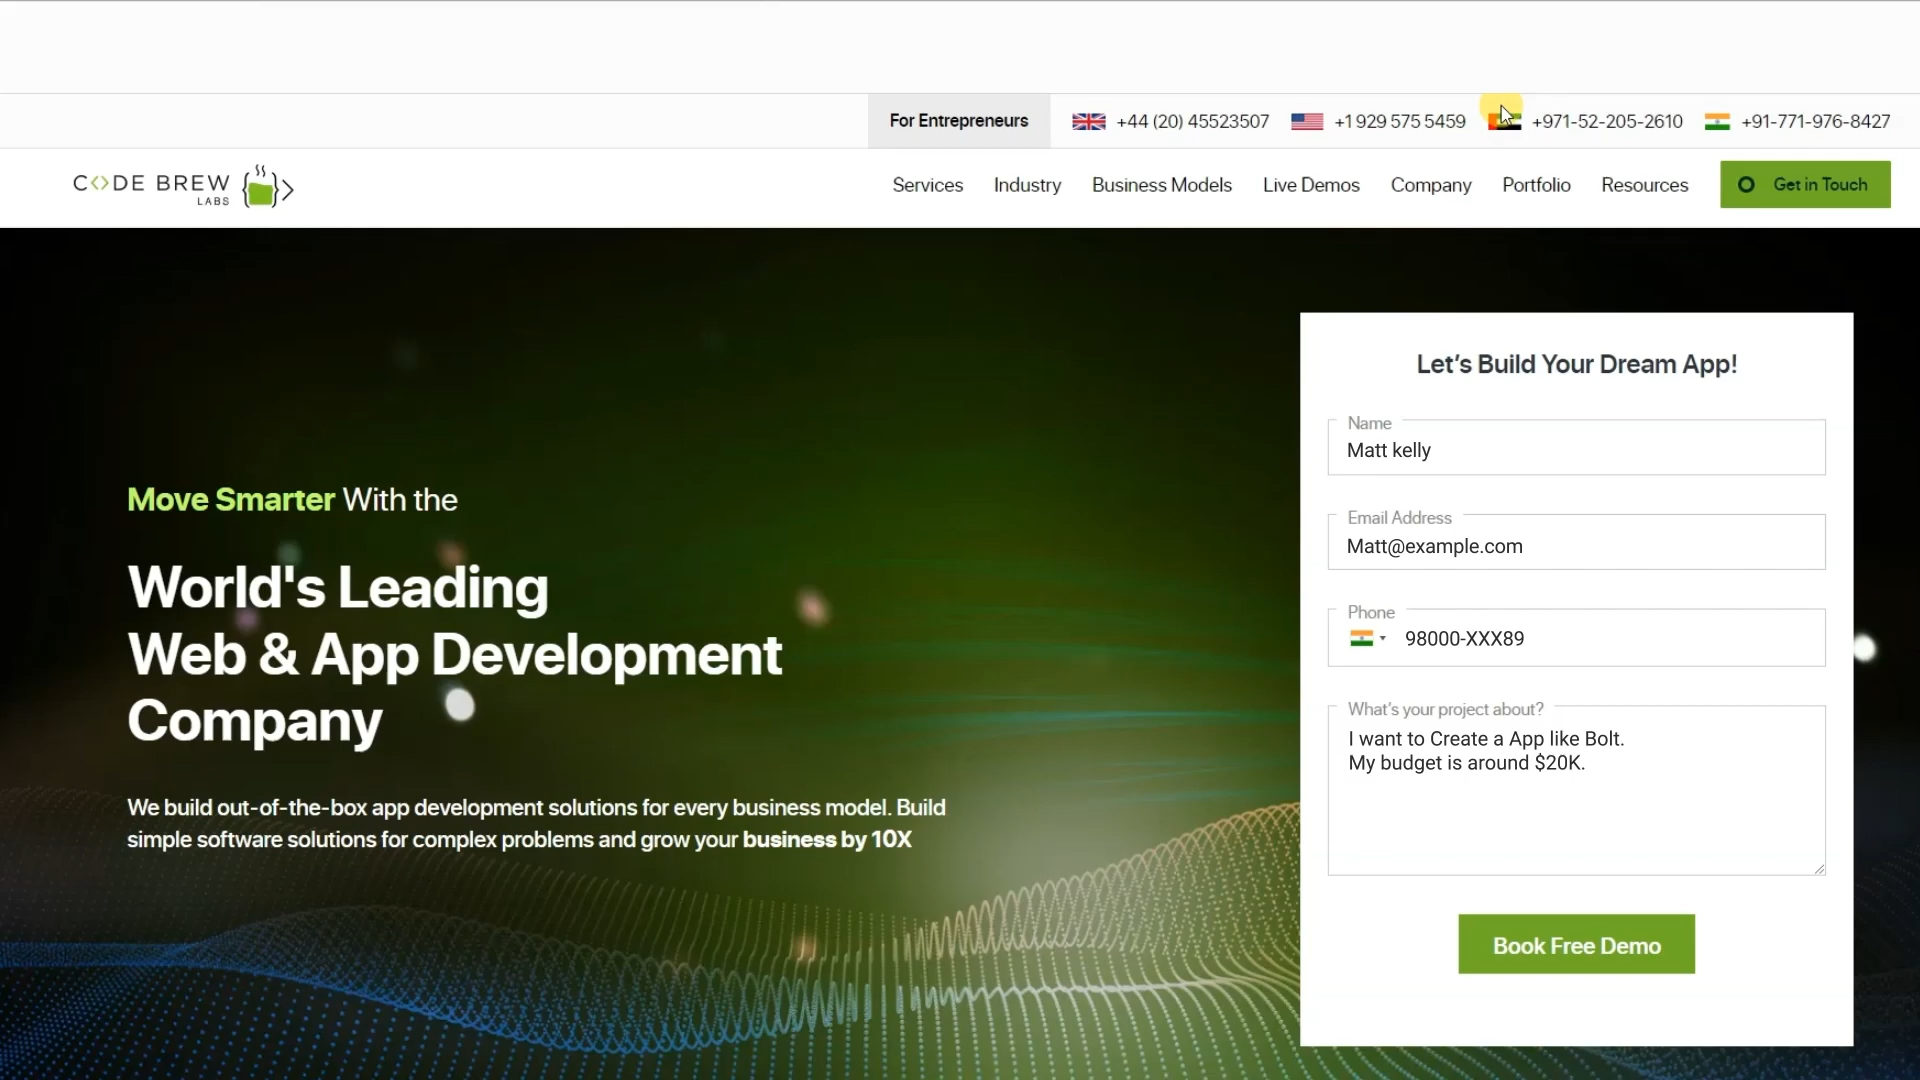 For Entrepreneurs +44 (20) 45523507 +1 929 575 5459 +971-52-205-2610 +91-771-976-8427
C<>DE BREW LABS Services Industry Business Models Live Demos Company Portfolio Resources Get in Touch
Move Smarter With the
World's Leading
Web & App Development
Company
We build out-of-the-box app development solutions for every business model. Build
simple software solutions for complex problems and grow your business by 10X
Let's Build Your Dream App!
Name
Matt kelly
Email Address
Matt@example.com
Phone
98000-XXX89
What's your project about?
I want to Create a App like Bolt.
My budget is around $20K.
Book Free Demo